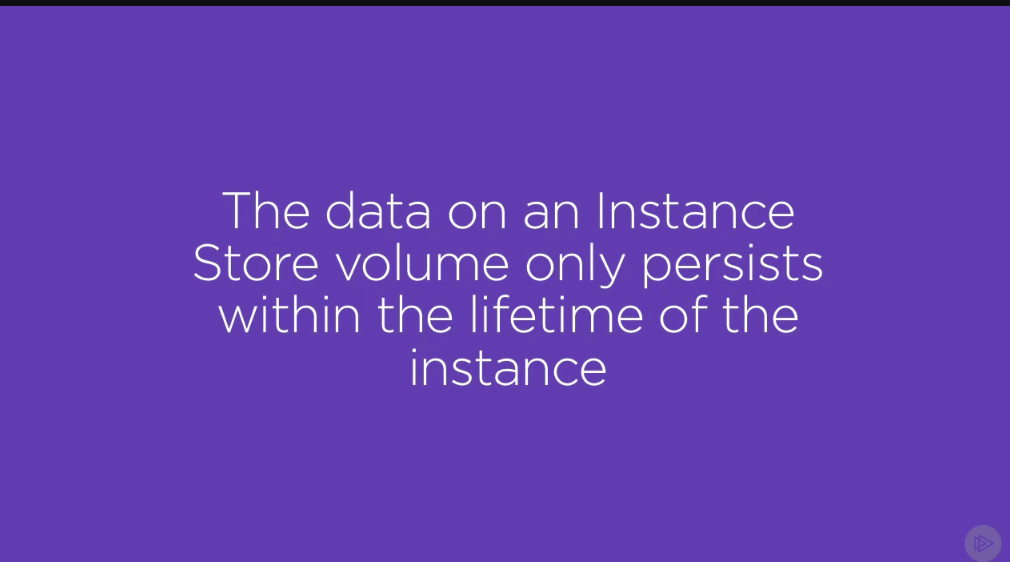 The data on an Instance
Store volume only persists
within the lifetime of the
instance